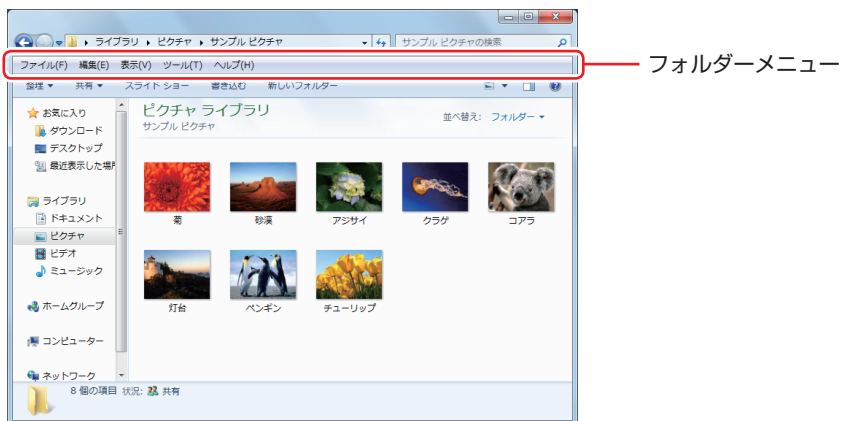 ライブラリ ピクチャ サンプル ピクチャ サンプル ピクチャの検索
ファイル(F) 編集(E) 表示(V) ツール(T) ヘルプ(H)
フォルダーメニュー
整理 共有 スライド ショー 書き込む 新しいフォルダー
お気に入り
ダウンロード
デスクトップ
最近表示した場所
ライブラリ
ドキュメント
ピクチャ
ビデオ
ミュージック
ホームグループ
コンピューター
ネットワーク
ピクチャ ライブラリ
サンプル ピクチャ
並べ替え: フォルダー
菊 砂漠 アジサイ クラゲ コアラ
灯台 ペンギン チューリップ
8 個の項目 状況: 共有